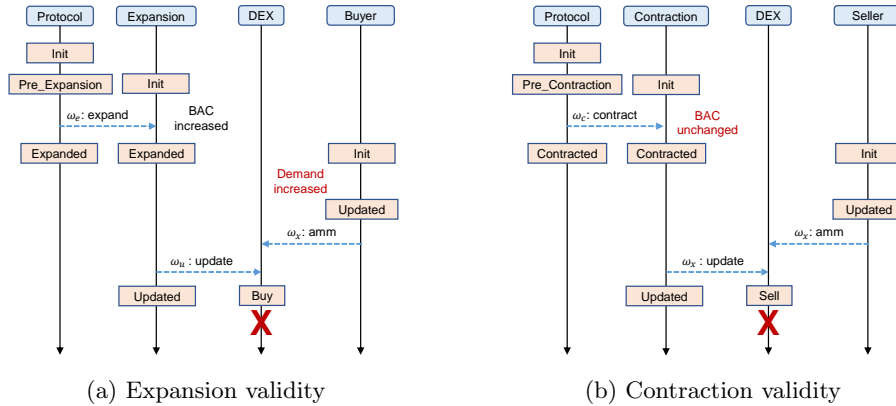 Protocol Expansion DEX Buyer
Init
Pre_Expansion Init
ωe: expand
BAC
increased
Expanded Expanded Init
Demand
increased
Updated
ωx: amm
ωu : update
Updated Buy
X
(a) Expansion validity
Protocol Contraction DEX Seller
Init
Pre_Contraction Init
ωc: contract
BAC
unchanged
Contracted Contracted Init
Updated
ωx: amm
ωx : update
Updated Sell
X
(b) Contraction validity